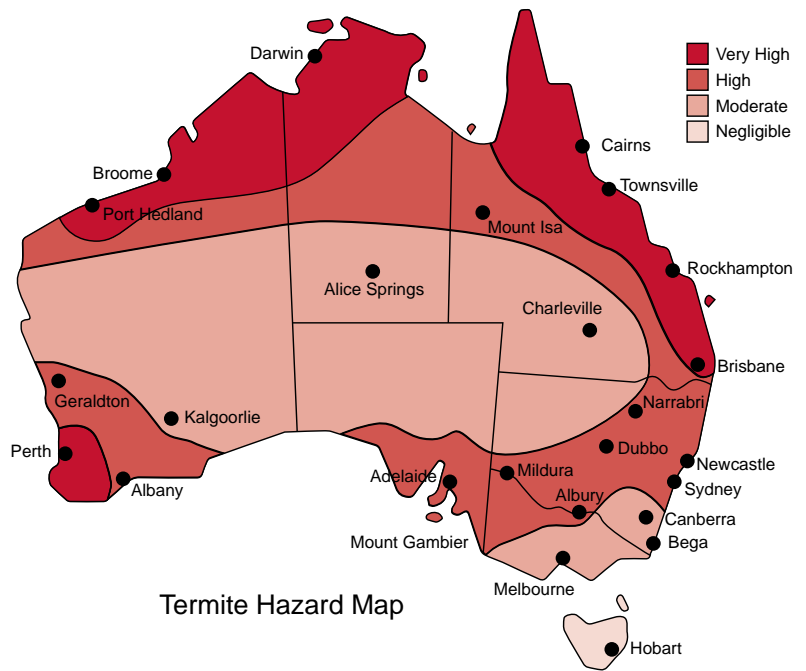 Darwin
Very High
High
Moderate
Negligible
Cairns
Broome
Townsville
Port Hedland
Mount Isa
Rockhampton
Alice Springs
Charleville
Brisbane
Geraldton
Narrabri
Kalgoorlie
Perth
Dubbo
Newcastle
Adelaide
Mildura
Albany
Sydney
Albury
Canberra
Mount Gambier
Bega
Melbourne
Termite Hazard Map
Hobart